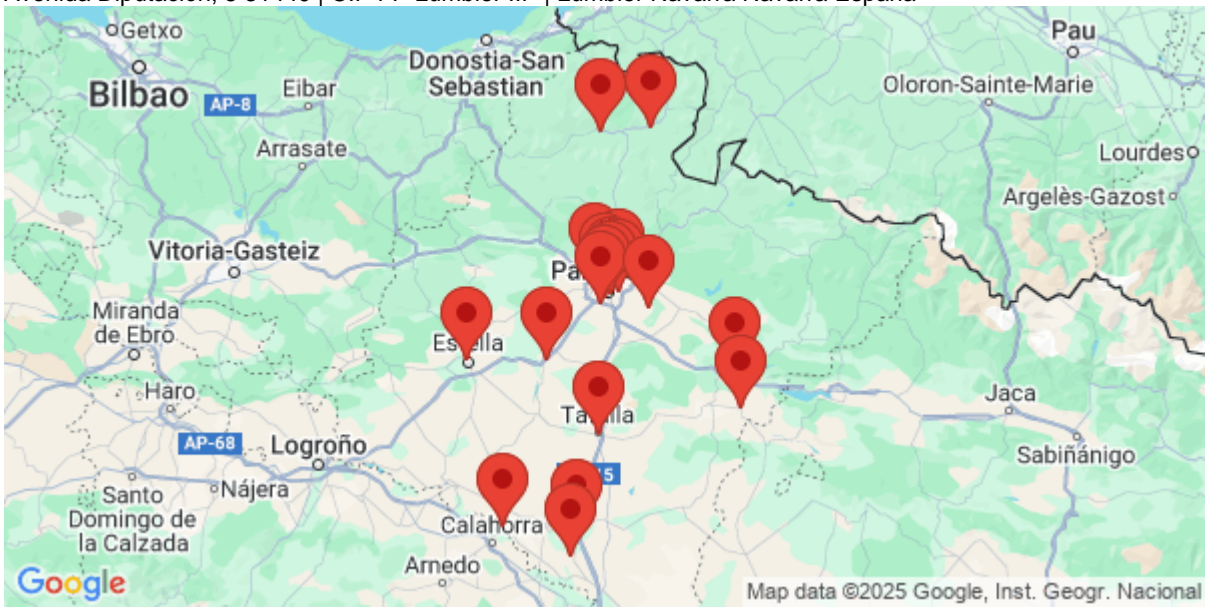 Getxo
Bilbao
AP-8
Eibar
Donostia-San
Sebastian
Pau
Oloron-Sainte-Marie
Arrasate
Lourdes
Argelès-Gazost
Vitoria-Gasteiz
Miranda
de Ebro
Haro
AP-68
Logroño
Jaca
Sabiñánigo
Santo
Domingo de
la Calzada
Nájera
Calahorra
Arnedo
Google
Map data ©2025 Google, Inst. Geogr. Nacional